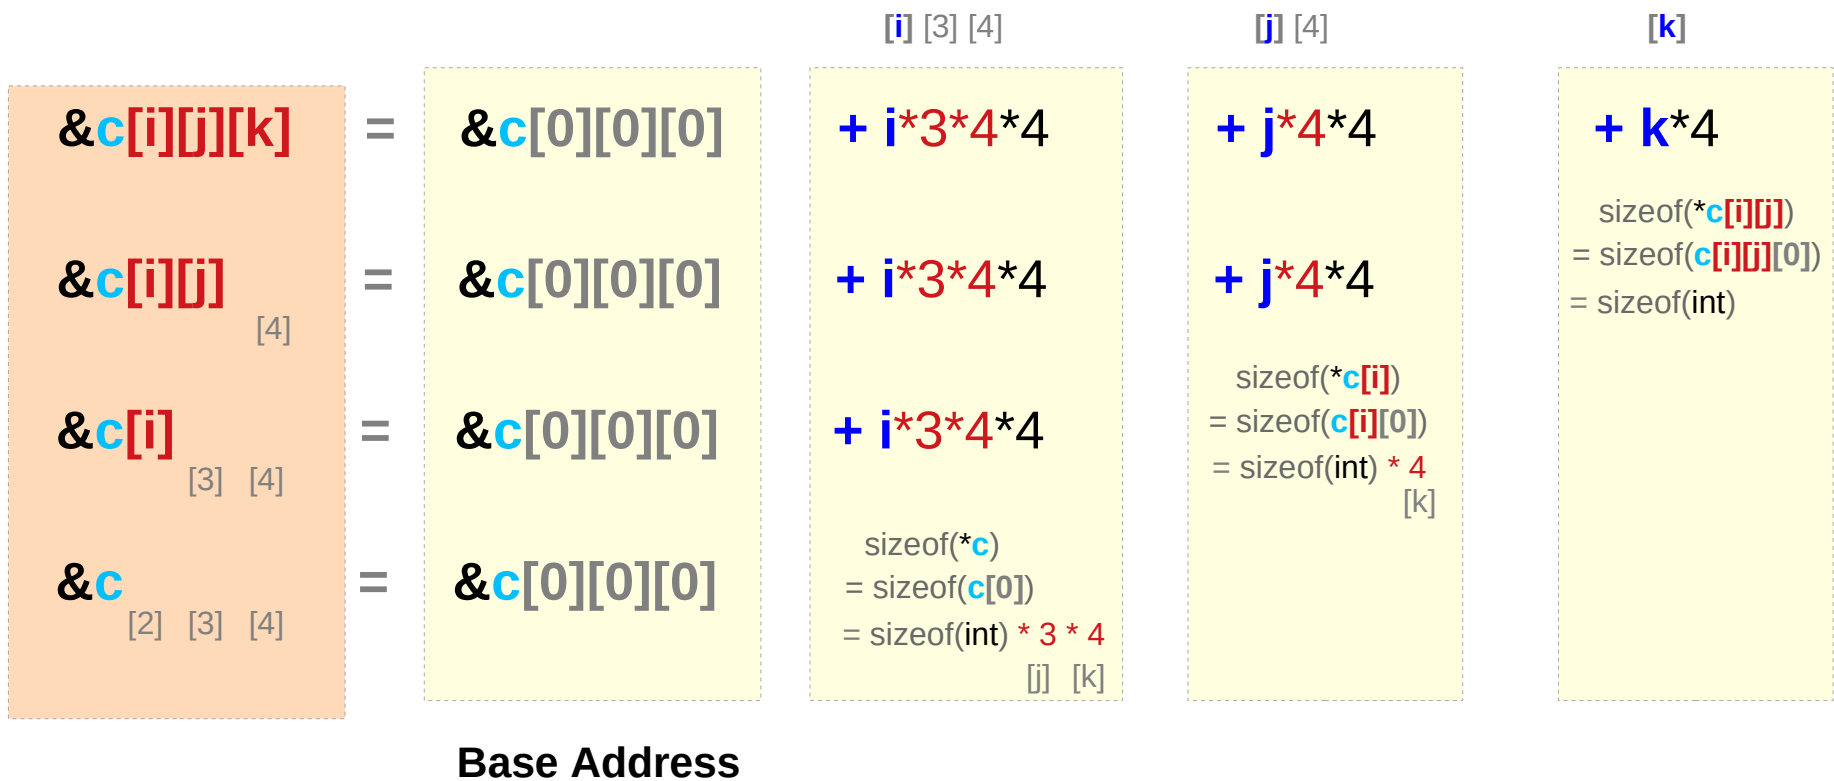 [i] [3] [4] [j] [4] [k]
&c[i][j][k] = &c[0][0][0] + i*3*4*4 + j*4*4 + k*4
sizeof(*c[i][j])
= sizeof(c[i][j][0])
= sizeof(int)
&c[i][j] = &c[0][0][0] + i*3*4*4 + j*4*4
[4]
sizeof(*c[i])
= sizeof(c[i][0])
= sizeof(int) * 4
[k]
&c[i] = &c[0][0][0] + i*3*4*4
[3] [4]
sizeof(*c)
= sizeof(c[0])
= sizeof(int) * 3 * 4
[j] [k]
&c = &c[0][0][0]
[2] [3] [4]
Base Address